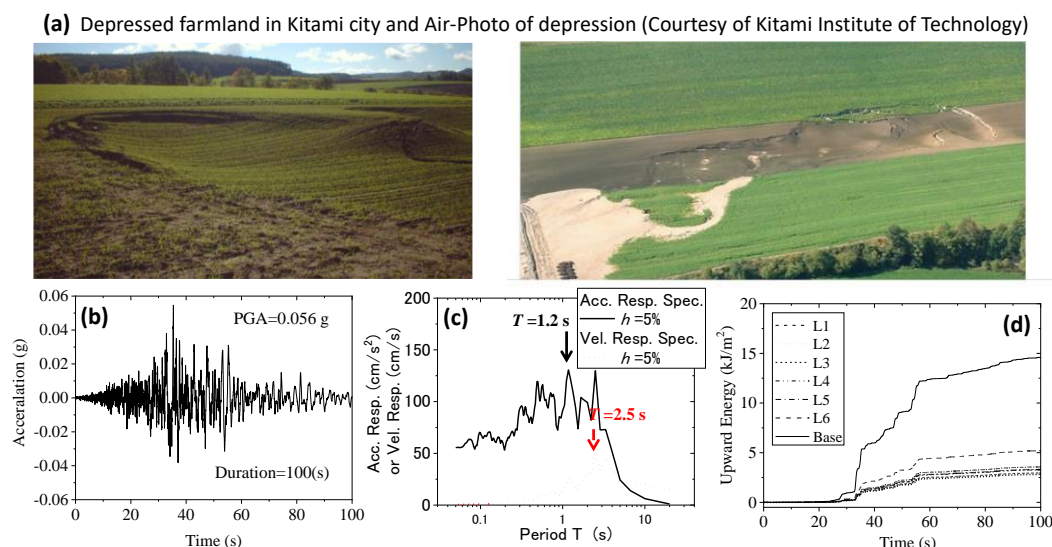 (a) Depressed farmland in Kitami city and Air-Photo of depression (Courtesy of Kitami Institute of Technology)
0.06
0.04
0.02
0.00
-0.02
-0.04
-0.06
Acceralation (g)
(b)
PGA=0.056 g
Duration=100(s)
0 20 40 60 80 100
Time (s)
200
150
100
50
0
Acc. Resp. (cm/s²)
or Vel. Resp. (cm/s)
(c)
T=1.2 s
Acc. Resp. Spec.
h=5%
Vel. Resp. Spec.
h=5%
T=2.5 s
0.1 1 10
Period T (s)
20
15
10
5
0
Upward Energy (kJ/m²)
L1
L2
L3
L4
L5
L6
Base
(d)
0 20 40 60 80 100
Time (s)